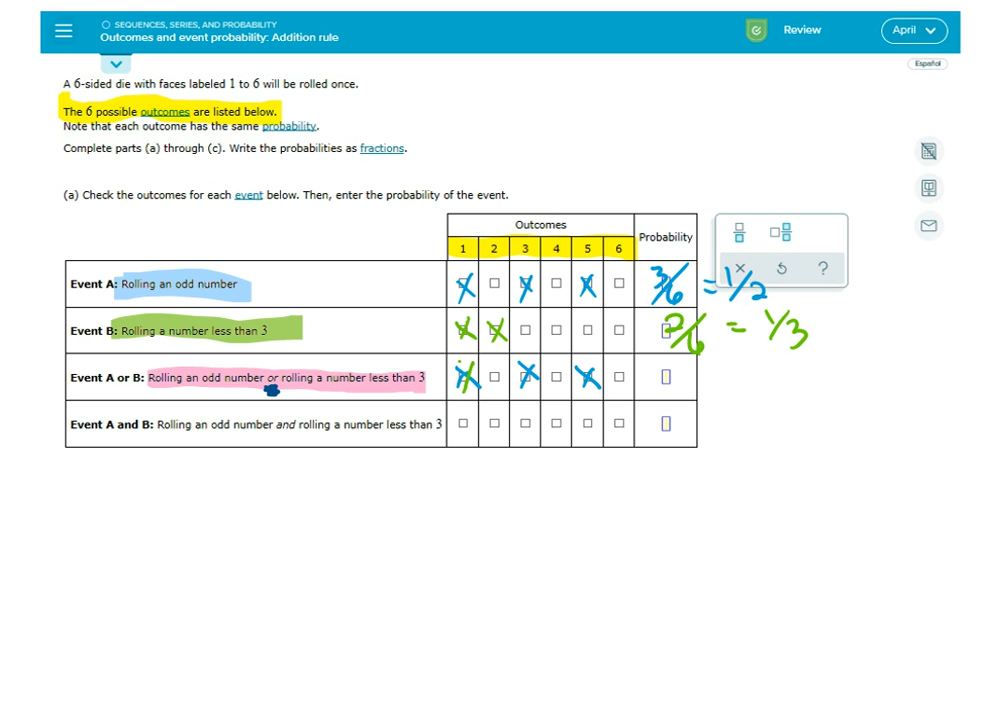 SEQUENCES, SERIES, AND PROBABILITY
Outcomes and event probability: Addition rule
Review
April
Español
A 6-sided die with faces labeled 1 to 6 will be rolled once.
The 6 possible outcomes are listed below.
Note that each outcome has the same probability.
Complete parts (a) through (c). Write the probabilities as fractions.
(a) Check the outcomes for each event below. Then, enter the probability of the event.
Outcomes
Probability
1 2 3 4 5 6
Event A: Rolling an odd number
3/6 = 1/2
Event B: Rolling a number less than 3
2/6 = 1/3
Event A or B: Rolling an odd number or rolling a number less than 3
Event A and B: Rolling an odd number and rolling a number less than 3
?